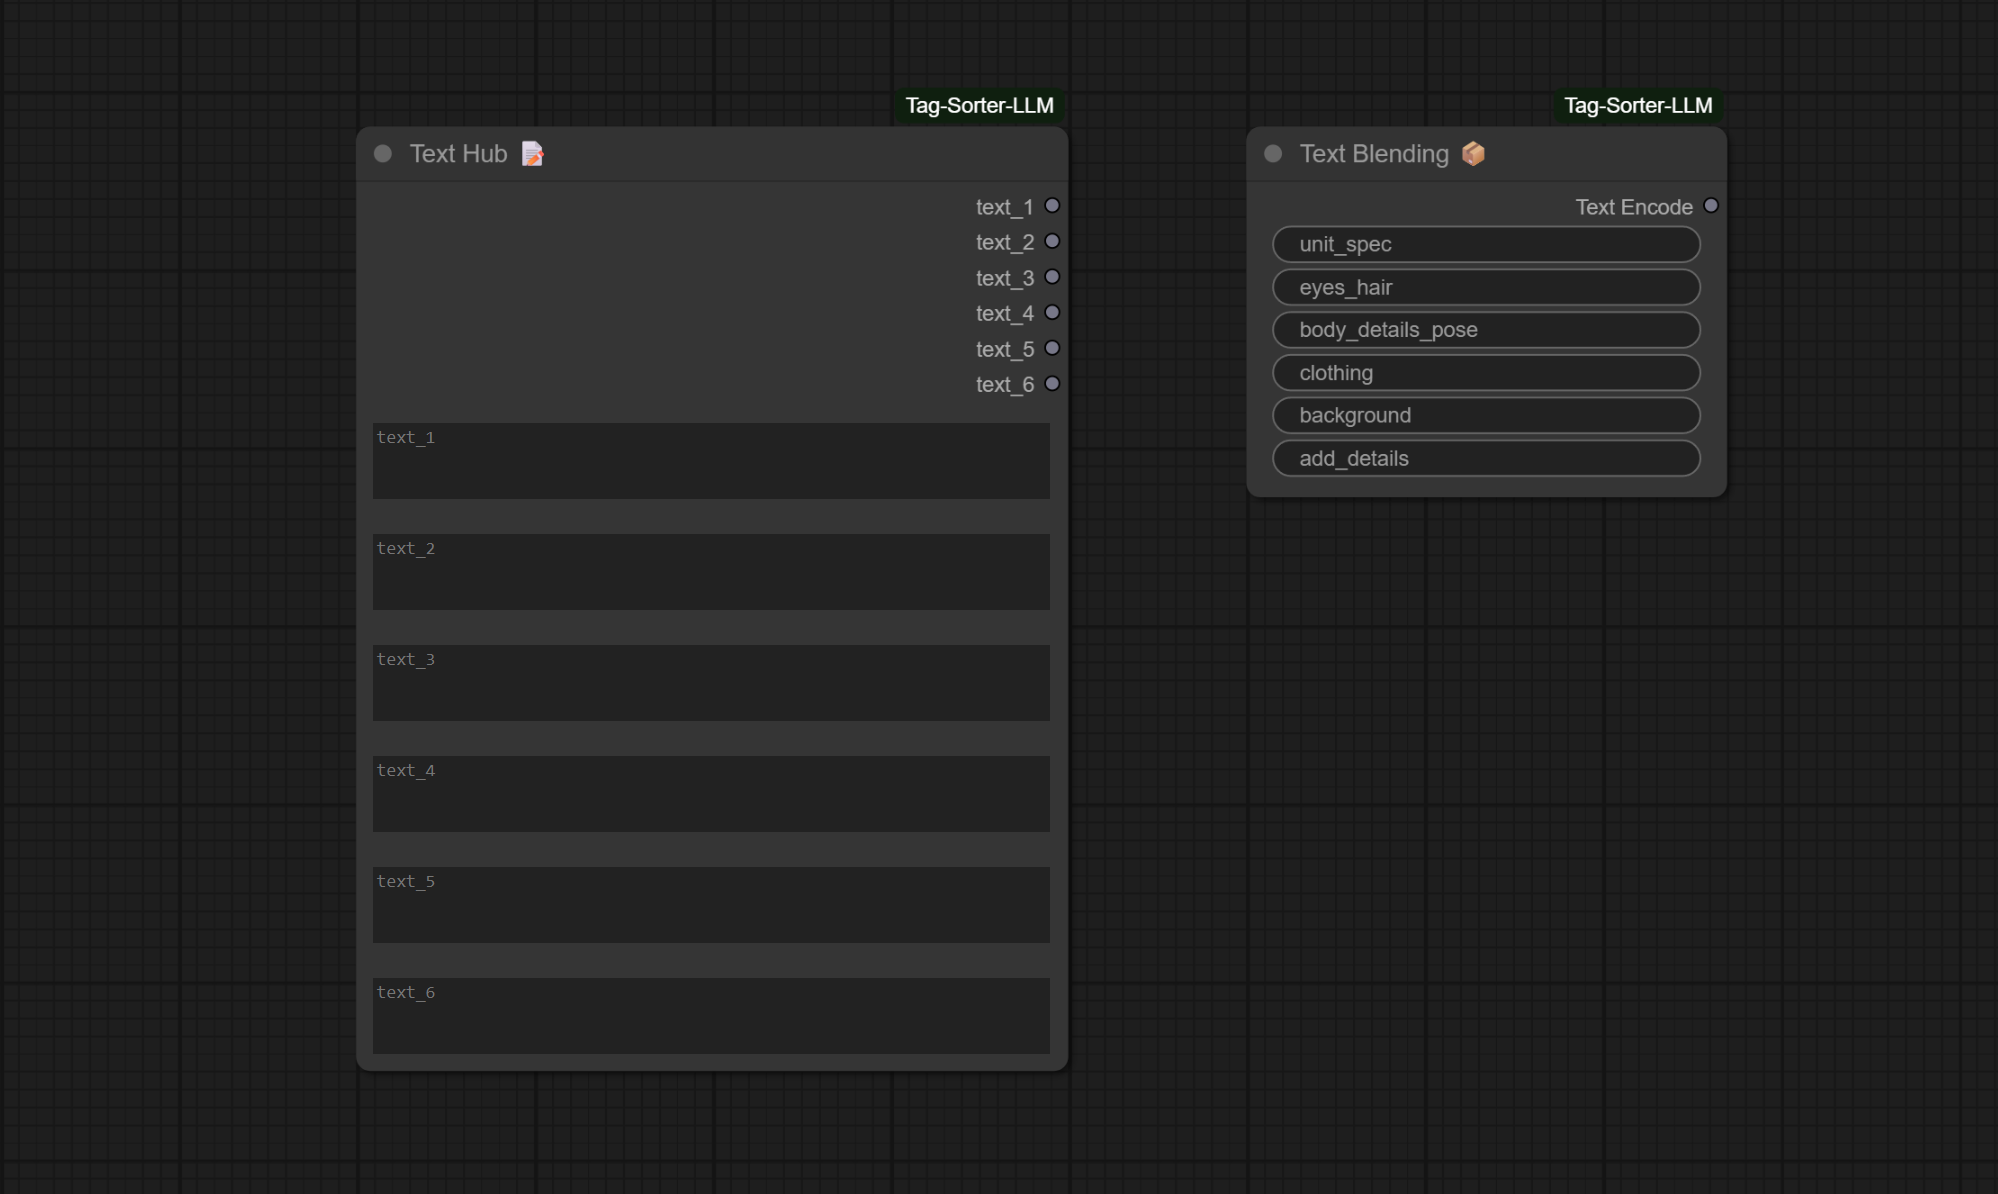 Tag-Sorter-LLM
Text Hub 📝
text_1
text_2
text_3
text_4
text_5
text_6
text_1
text_2
text_3
text_4
text_5
text_6
Tag-Sorter-LLM
Text Blending 📦
Text Encode
unit_spec
eyes_hair
body_details_pose
clothing
background
add_details